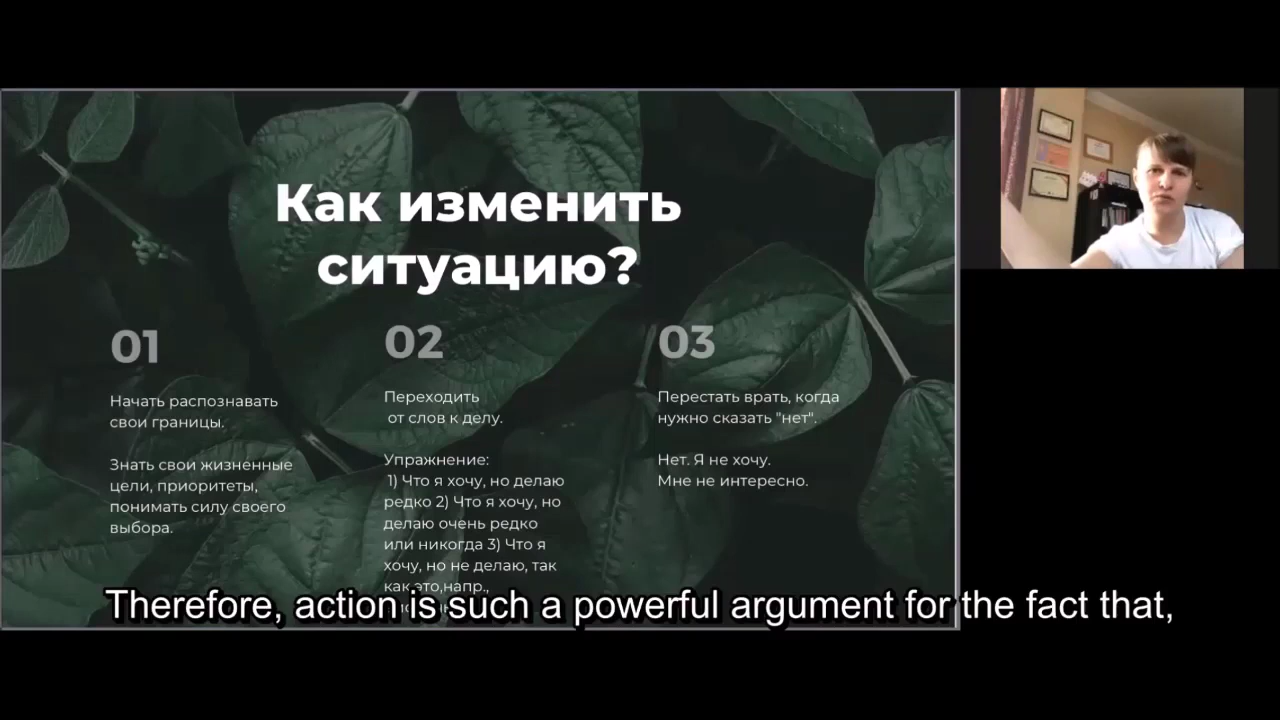 Как изменить
ситуацию?
01
Начать распознавать
свои границы.
Знать свои жизненные
цели, приоритеты,
понимать силу своего
выбора.
02
Переходить
от слов к делу.
Упражнение:
1) Что я хочу, но делаю
редко 2) Что я хочу, но
делаю очень редко
или никогда 3) Что я
хочу, но не делаю, так
как это,напр.,
03
Перестать врать, когда
нужно сказать "нет".
Нет. Я не хочу.
Мне не интересно.
Therefore, action is such a powerful argument for the fact that,